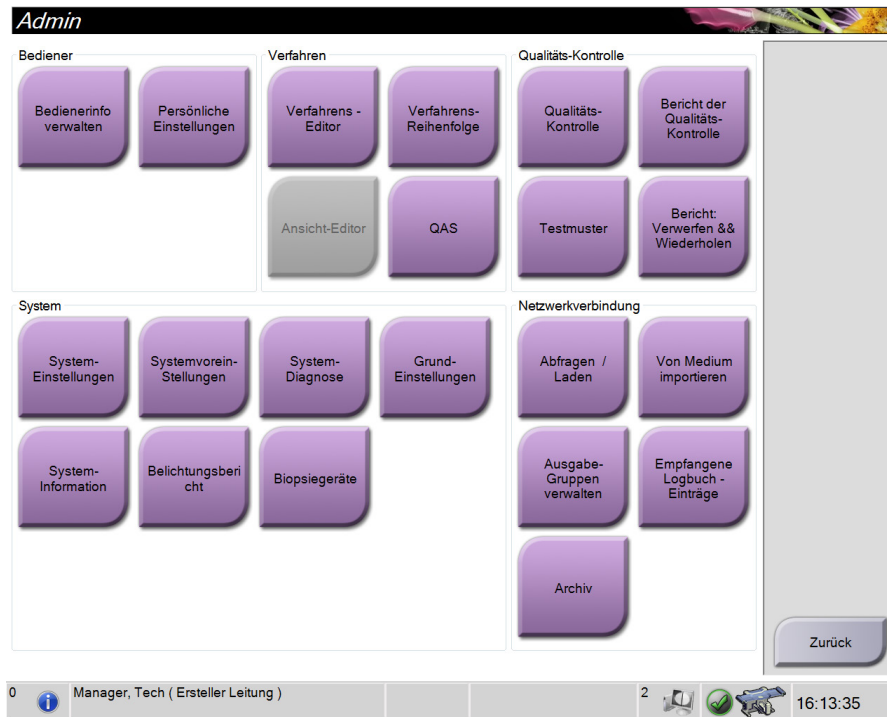 Admin
Bediener
Bedienerinfo
verwalten
Persönliche
Einstellungen
Verfahren
Verfahrens -
Editor
Verfahrens-
Reihenfolge
Ansicht-Editor
QAS
Qualitäts-Kontrolle
Qualitäts-
Kontrolle
Bericht der
Qualitäts-
Kontrolle
Testmuster
Bericht:
Verwerfen &&
Wiederholen
System
System-
Einstellungen
Systemvorein-
Stellungen
System-
Diagnose
Grund-
Einstellungen
System-
Information
Belichtungsberi
cht
Biopsiegeräte
Netzwerkverbindung
Abfragen /
Laden
Von Medium
importieren
Ausgabe-
Gruppen
verwalten
Empfangene
Logbuch -
Einträge
Archiv
Zurück
0
Manager, Tech ( Ersteller Leitung )
2
16:13:35